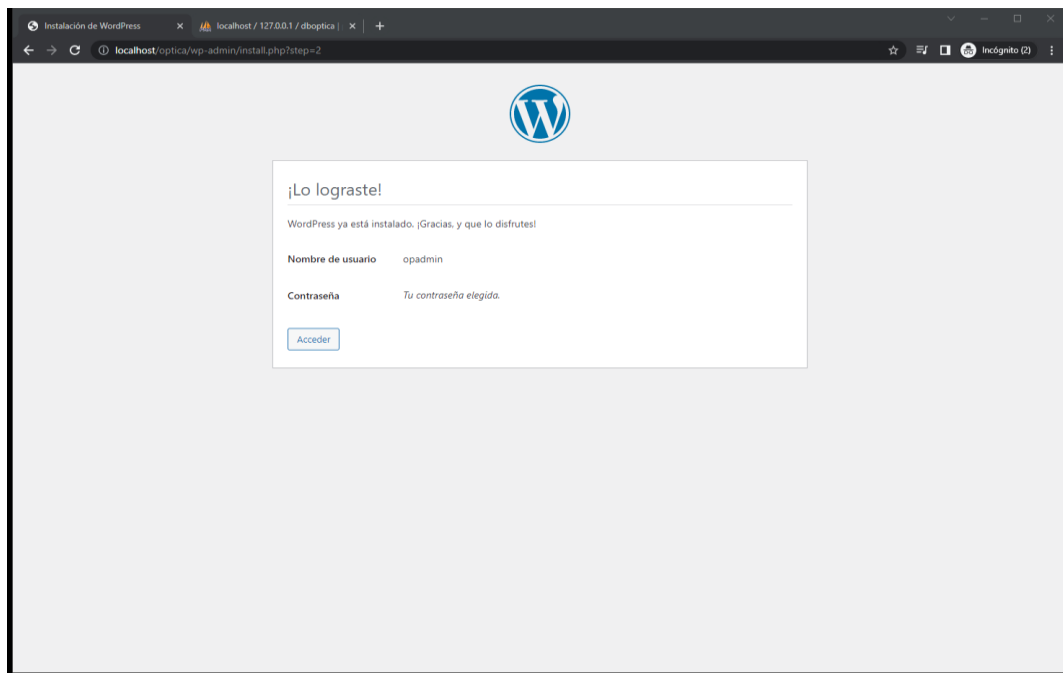 Instalación de WordPress
localhost / 127.0.0.1 / dboptica |
localhost/optica/wp-admin/install.php?step=2
Incógnito (2)
¡Lo lograste!
WordPress ya está instalado. ¡Gracias, y que lo disfrutes!
Nombre de usuario opadmin
Contraseña Tu contraseña elegida.
Acceder